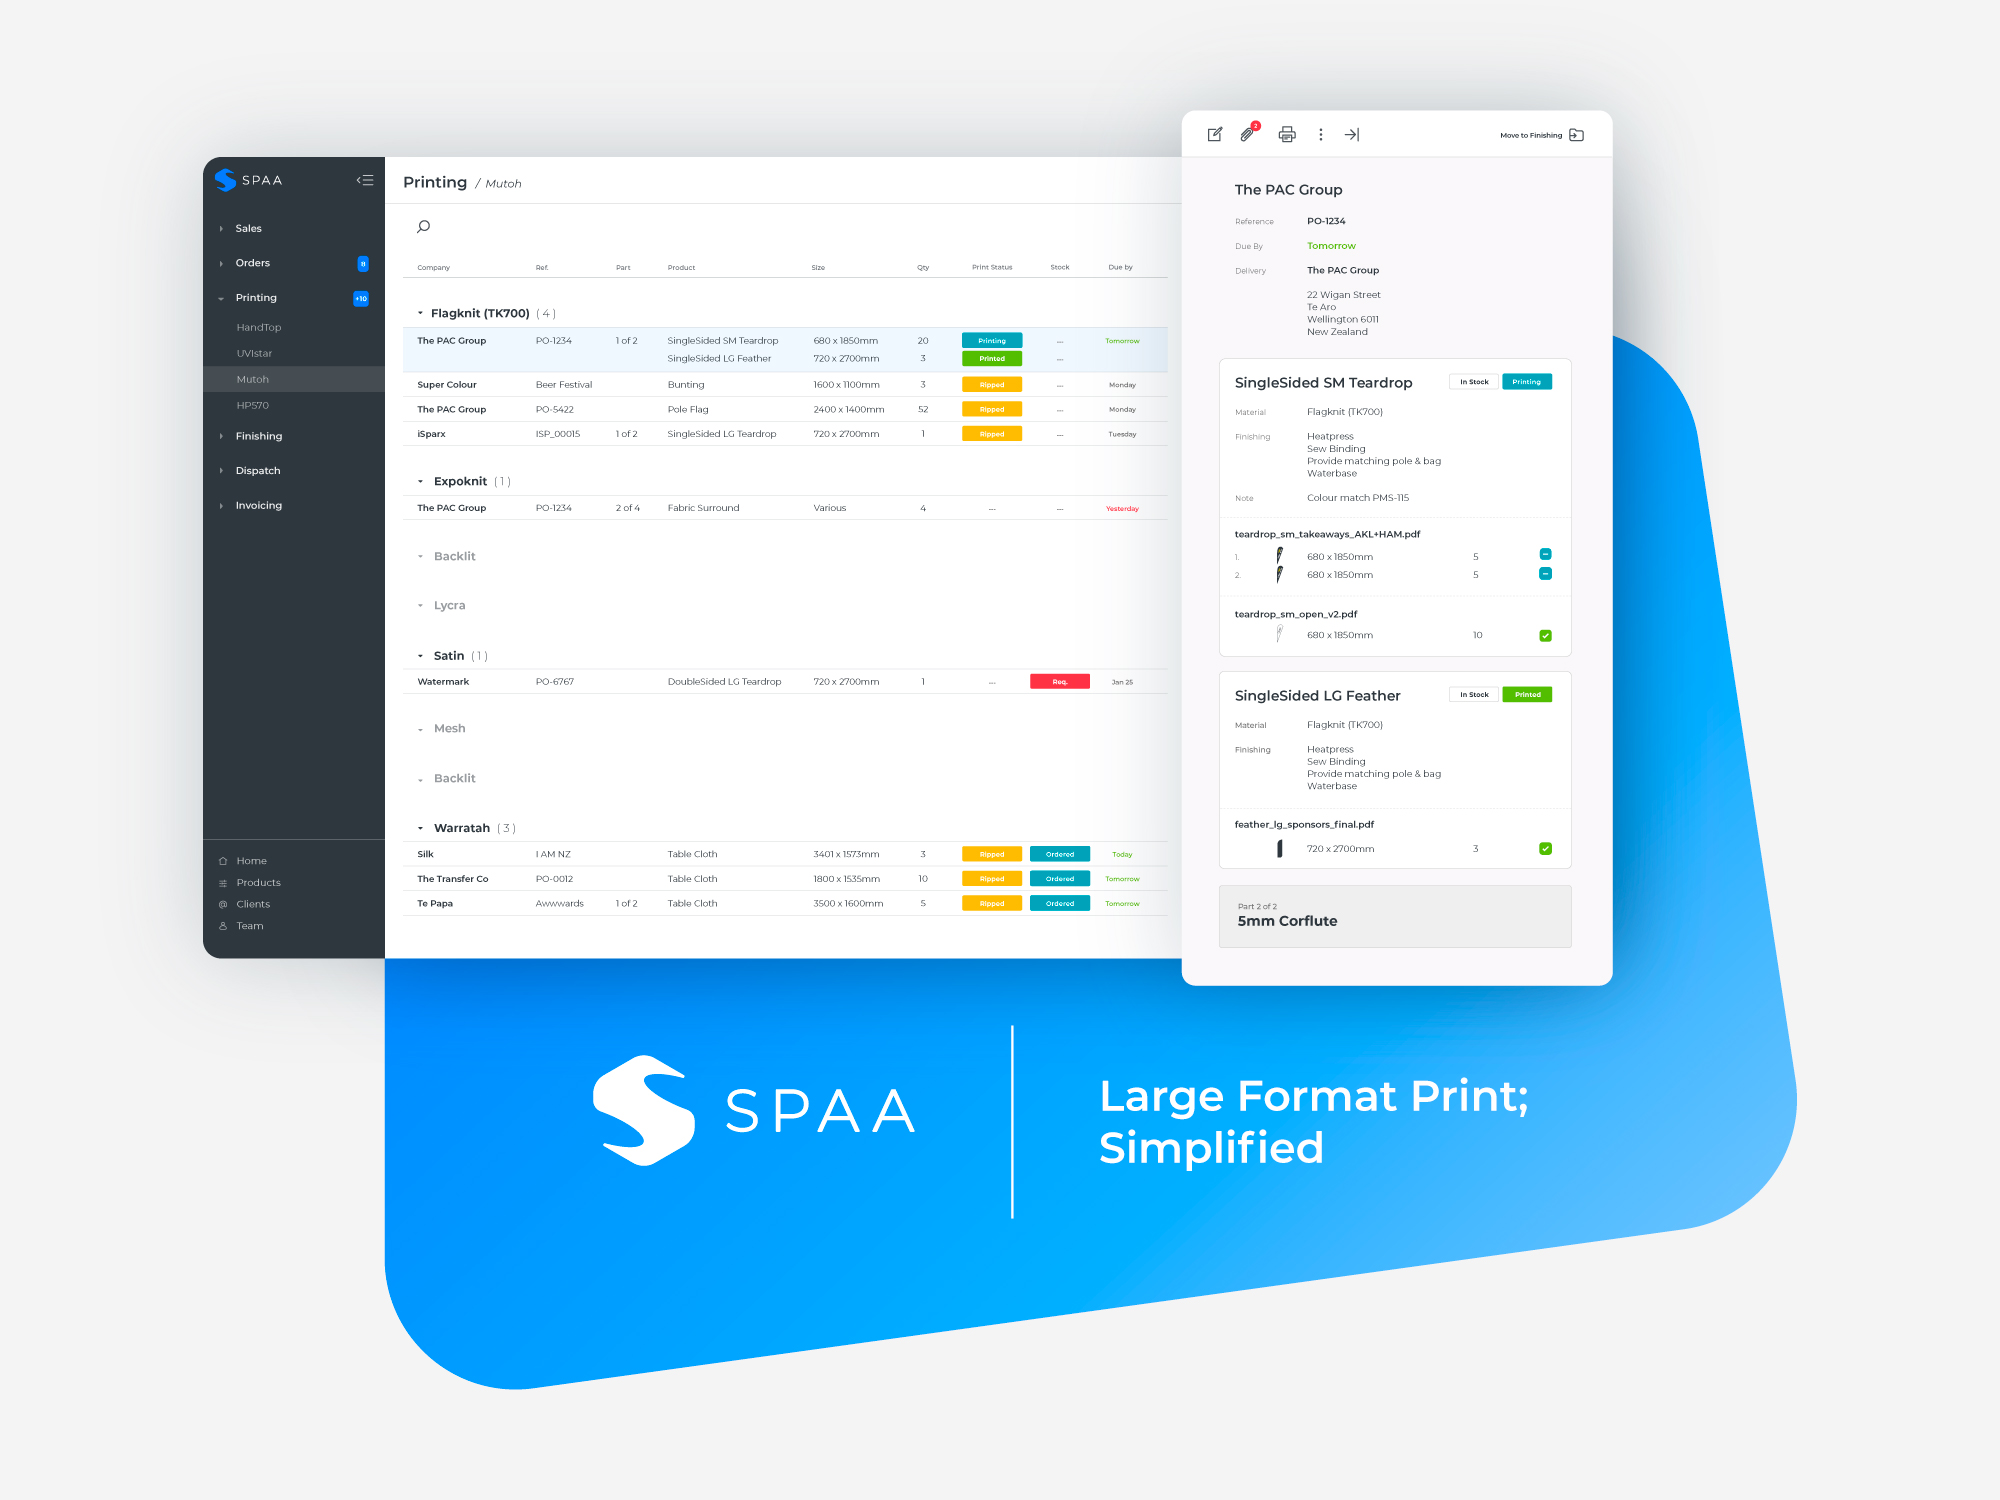 SPAA
Sales
Orders 8
Printing +10
HandTop
UVIstar
Mutoh
HP570
Finishing
Dispatch
Invoicing
Home
Products
Clients
Team
Printing / Mutoh
Company Ref. Part Product Size Qty Print Status Stock Due by
Flagknit (TK700) (4)
The PAC Group PO-1234 1 of 2 SingleSided SM Teardrop 680 x 1850mm 20 Printing --- Tomorrow
SingleSided LG Feather 720 x 2700mm 3 Printed ---
Super Colour Beer Festival Bunting 1600 x 1100mm 3 Ripped --- Monday
The PAC Group PO-5422 Pole Flag 2400 x 1400mm 52 Ripped --- Monday
iSparx ISP_00015 1 of 2 SingleSided LG Teardrop 720 x 2700mm 1 Ripped --- Tuesday
Expoknit (1)
The PAC Group PO-1234 2 of 4 Fabric Surround Various 4 --- --- Yesterday
Backlit
Lycra
Satin (1)
Watermark PO-6767 DoubleSided LG Teardrop 720 x 2700mm 1 --- Req. Jan 25
Mesh
Backlit
Warratah (3)
Silk I AM NZ Table Cloth 3401 x 1573mm 3 Ripped Ordered Today
The Transfer Co PO-0012 Table Cloth 1800 x 1535mm 10 Ripped Ordered Tomorrow
Te Papa Awwwards 1 of 2 Table Cloth 3500 x 1600mm 5 Ripped Ordered Tomorrow
2 Move to Finishing
The PAC Group
Reference PO-1234
Due By Tomorrow
Delivery The PAC Group
22 Wigan Street
Te Aro
Wellington 6011
New Zealand
SingleSided SM Teardrop In Stock Printing
Material Flagknit (TK700)
Finishing Heatpress
Sew Binding
Provide matching pole & bag
Waterbase
Note Colour match PMS-115
teardrop_sm_takeaways_AKL+HAM.pdf
1. 680 x 1850mm 5
2. 680 x 1850mm 5
teardrop_sm_open_v2.pdf
680 x 1850mm 10
SingleSided LG Feather In Stock Printed
Material Flagknit (TK700)
Finishing Heatpress
Sew Binding
Provide matching pole & bag
Waterbase
feather_lg_sponsors_final.pdf
720 x 2700mm 3
Part 2 of 2
5mm Corflute
SPAA
Large Format Print;
Simplified